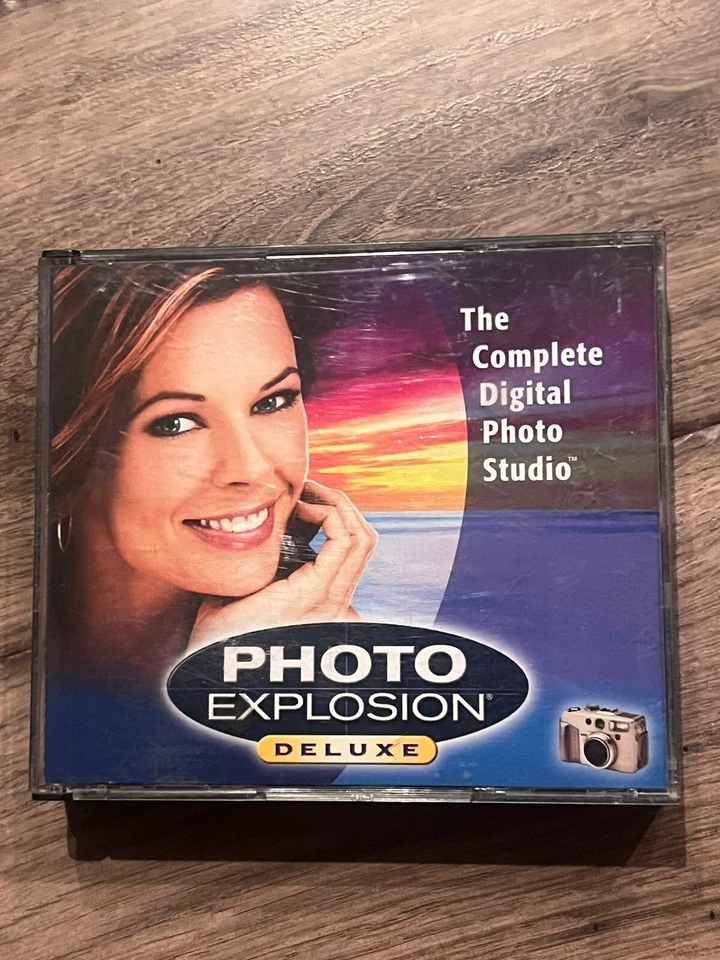 The
Complete
Digital
Photo
Studio™
PHOTO
EXPLOSION®
DELUXE